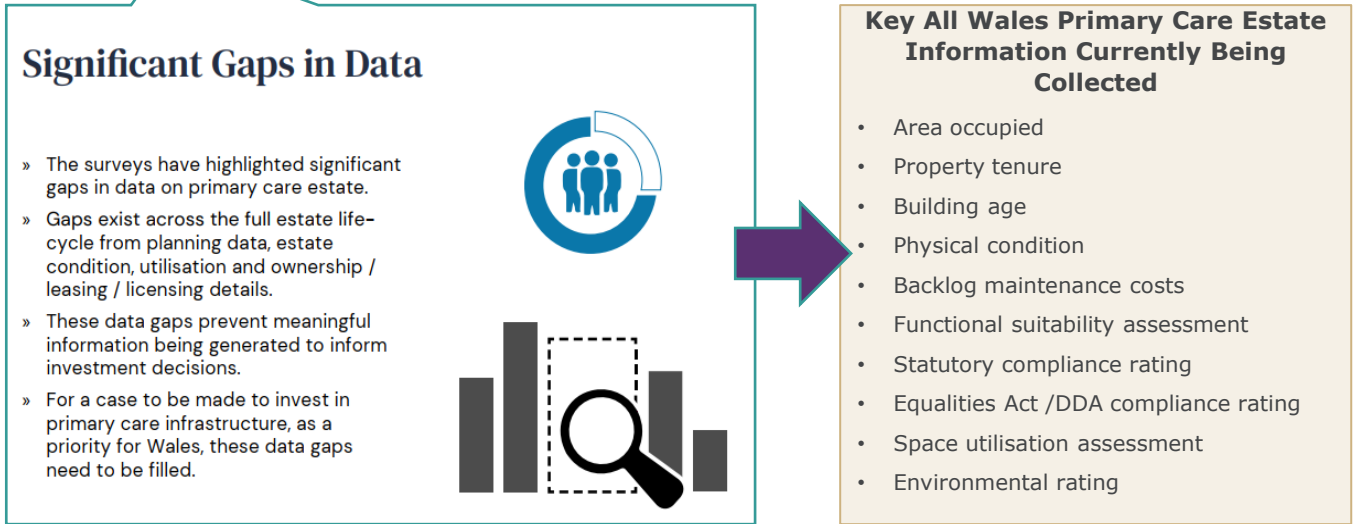 Significant Gaps in Data
» The surveys have highlighted significant
gaps in data on primary care estate.
» Gaps exist across the full estate life-
cycle from planning data, estate
condition, utilisation and ownership /
leasing / licensing details.
» These data gaps prevent meaningful
information being generated to inform
investment decisions.
» For a case to be made to invest in
primary care infrastructure, as a
priority for Wales, these data gaps
need to be filled.
Key All Wales Primary Care Estate
Information Currently Being
Collected
• Area occupied
• Property tenure
• Building age
• Physical condition
• Backlog maintenance costs
• Functional suitability assessment
• Statutory compliance rating
• Equalities Act /DDA compliance rating
• Space utilisation assessment
• Environmental rating